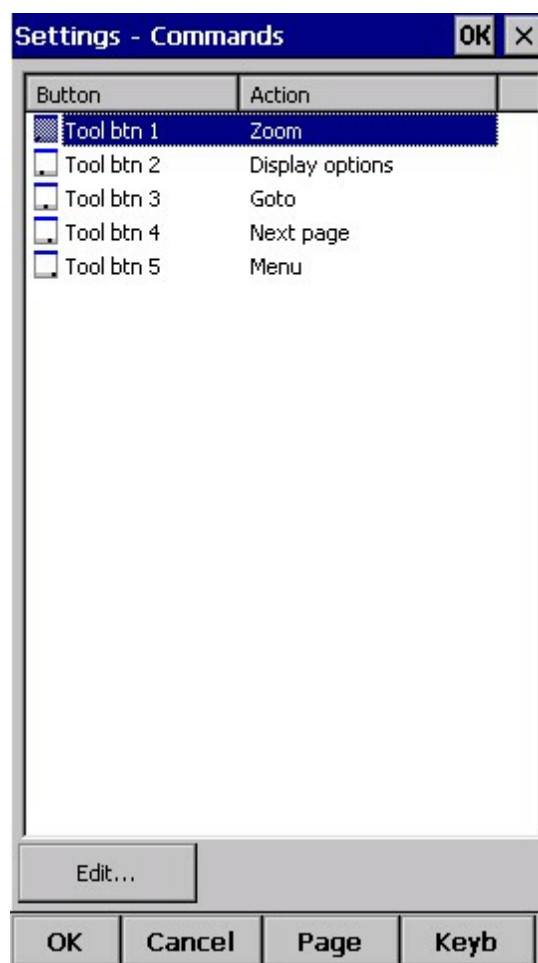 Settings - Commands OK ×
Button Action
Tool btn 1 Zoom
Tool btn 2 Display options
Tool btn 3 Goto
Tool btn 4 Next page
Tool btn 5 Menu
Edit...
OK Cancel Page Keyb